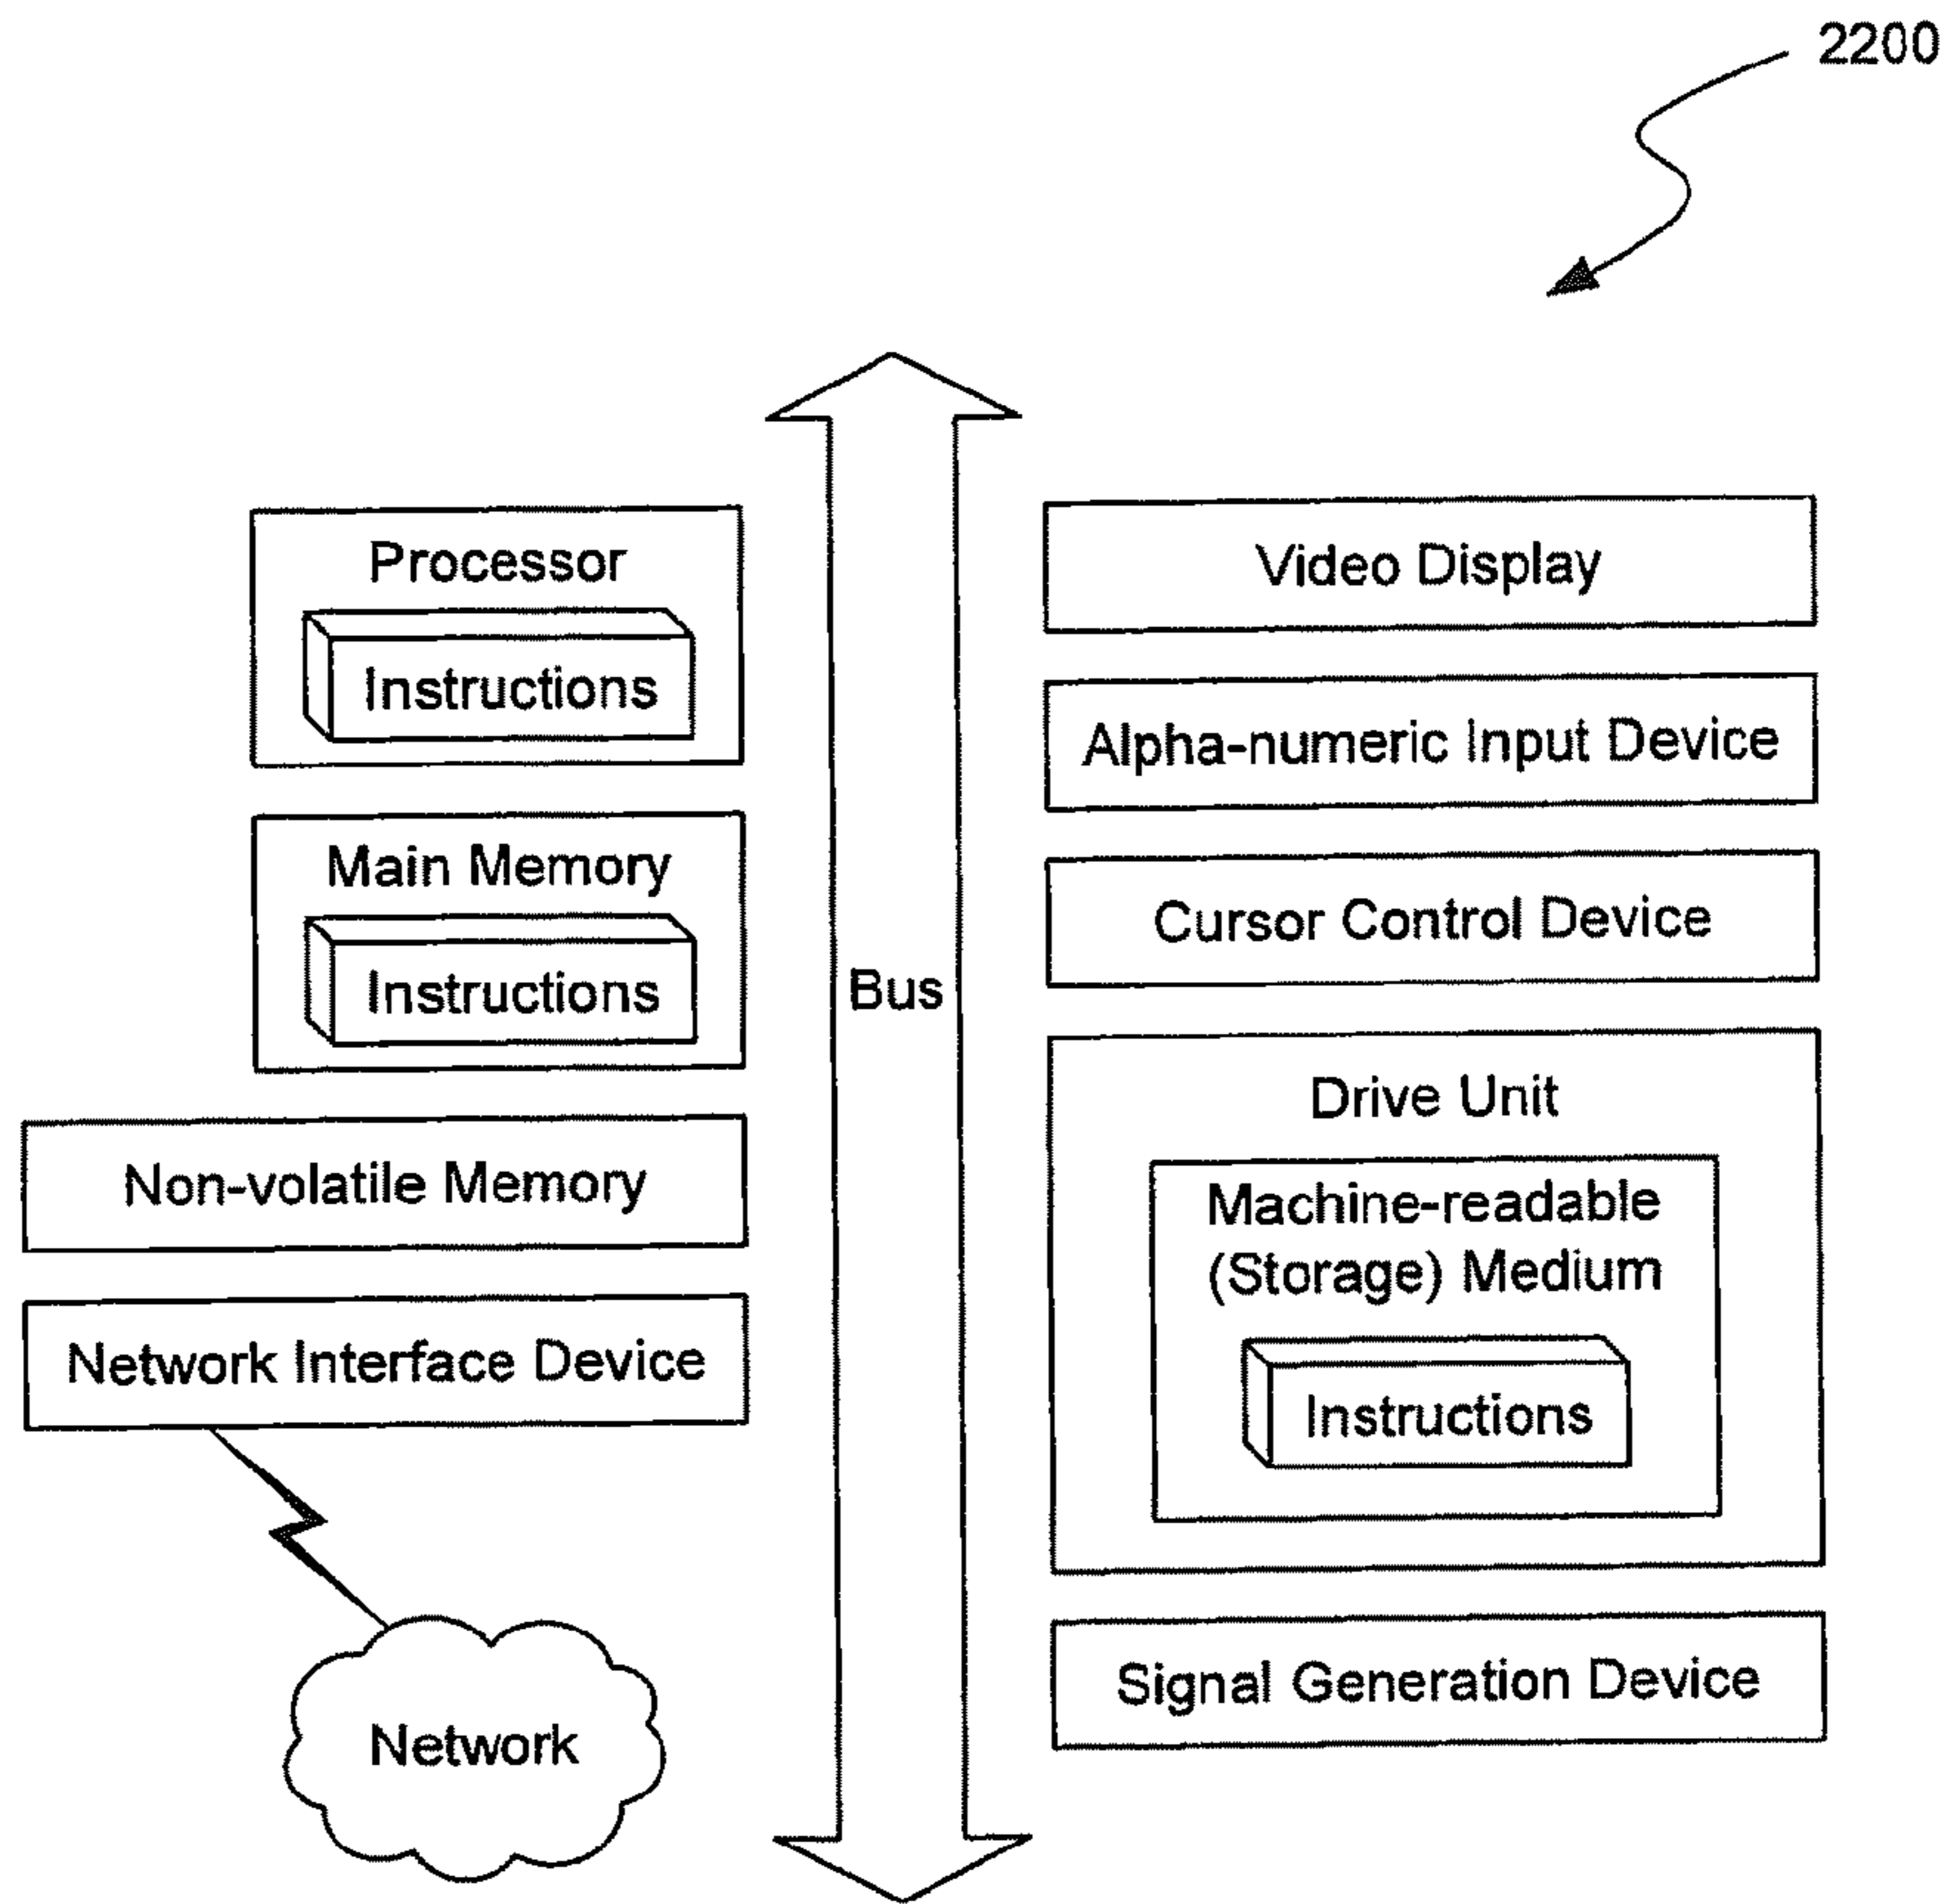 2200
Processor
Instructions
Main Memory
Instructions
Non-volatile Memory
Network Interface Device
Network
Bus
Video Display
Alpha-numeric Input Device
Cursor Control Device
Drive Unit
Machine-readable
(Storage) Medium
Instructions
Signal Generation Device